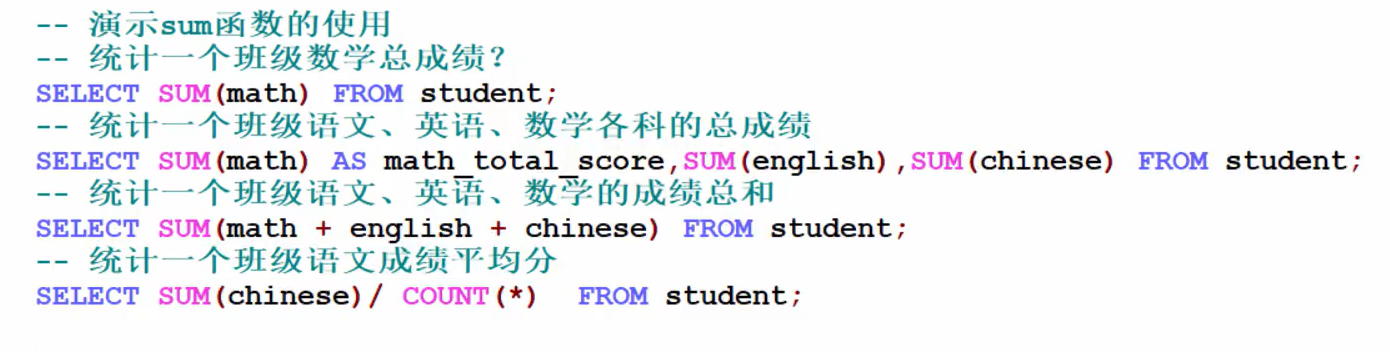 -- 演示sum函数的使用
-- 统计一个班级数学总成绩?
SELECT SUM(math) FROM student;
-- 统计一个班级语文、英语、数学各科的总成绩
SELECT SUM(math) AS math_total_score,SUM(english),SUM(chinese) FROM student;
-- 统计一个班级语文、英语、数学的成绩总和
SELECT SUM(math + english + chinese) FROM student;
-- 统计一个班级语文成绩平均分
SELECT SUM(chinese)/ COUNT(*)  FROM student;